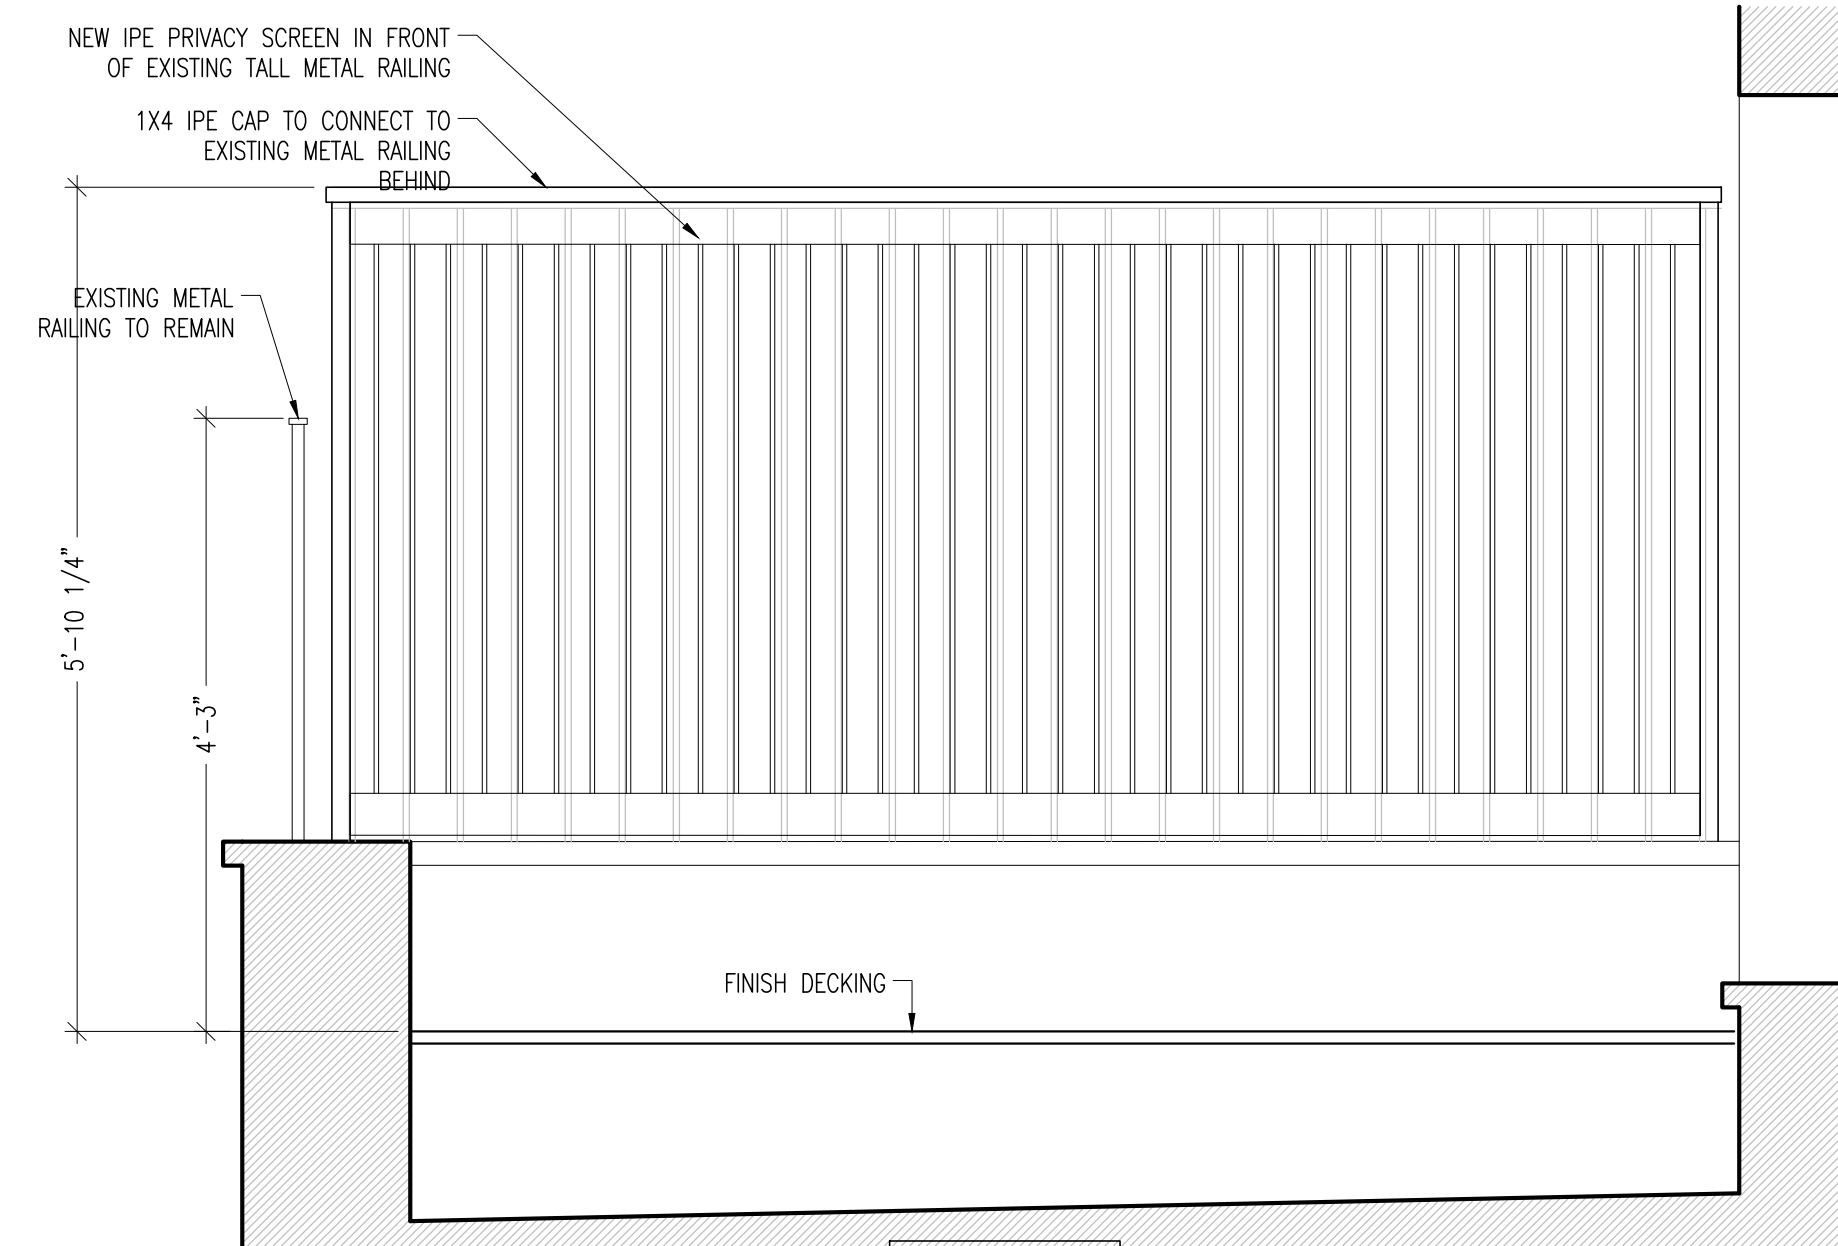 NEW IPE PRIVACY SCREEN IN FRONT
OF EXISTING TALL METAL RAILING
1X4 IPE CAP TO CONNECT TO
EXISTING METAL RAILING
BEHIND
EXISTING METAL
RAILING TO REMAIN
5'-10 1/4"
4'-3"
FINISH DECKING